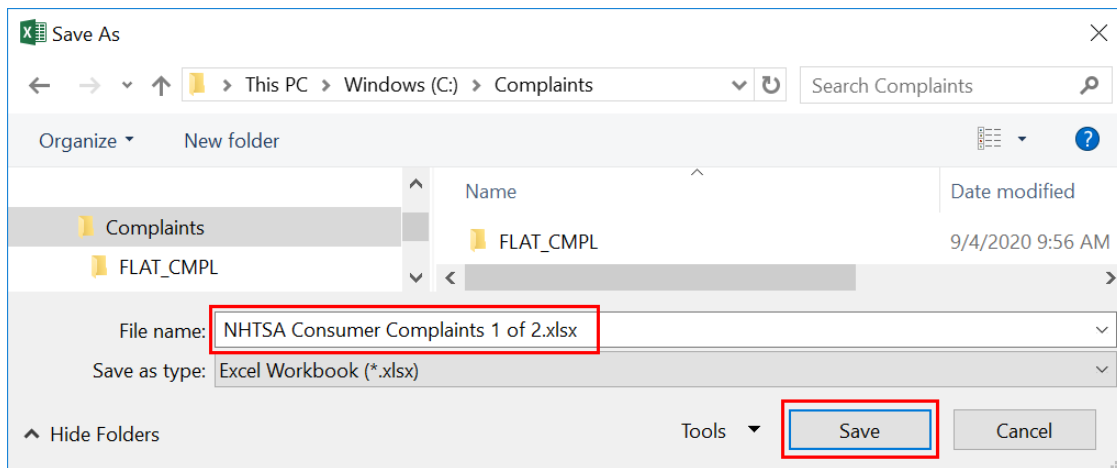 Save As
This PC > Windows (C:) > Complaints
Search Complaints
Organize
New folder
Name
Date modified
Complaints
FLAT_CMPL
9/4/2020 9:56 AM
FLAT_CMPL
File name: NHTSA Consumer Complaints 1 of 2.xlsx
Save as type: Excel Workbook (*.xlsx)
Hide Folders
Tools
Save
Cancel